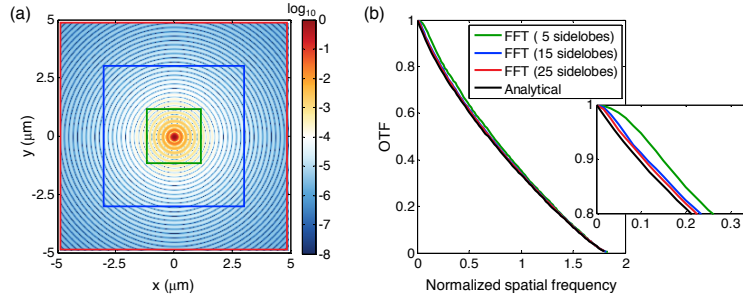 (a)
log10
5
2.5
0
-2.5
-5
y (μm)
-5 -2.5 0 2.5 5
x (μm)
0
-1
-2
-3
-4
-5
-6
-7
-8
(b)
1
0.8
0.6
0.4
0.2
0
OTF
0 0.5 1 1.5 2
Normalized spatial frequency
FFT ( 5 sidelobes)
FFT (15 sidelobes)
FFT (25 sidelobes)
Analytical
1
0.9
0.8
0 0.1 0.2 0.3